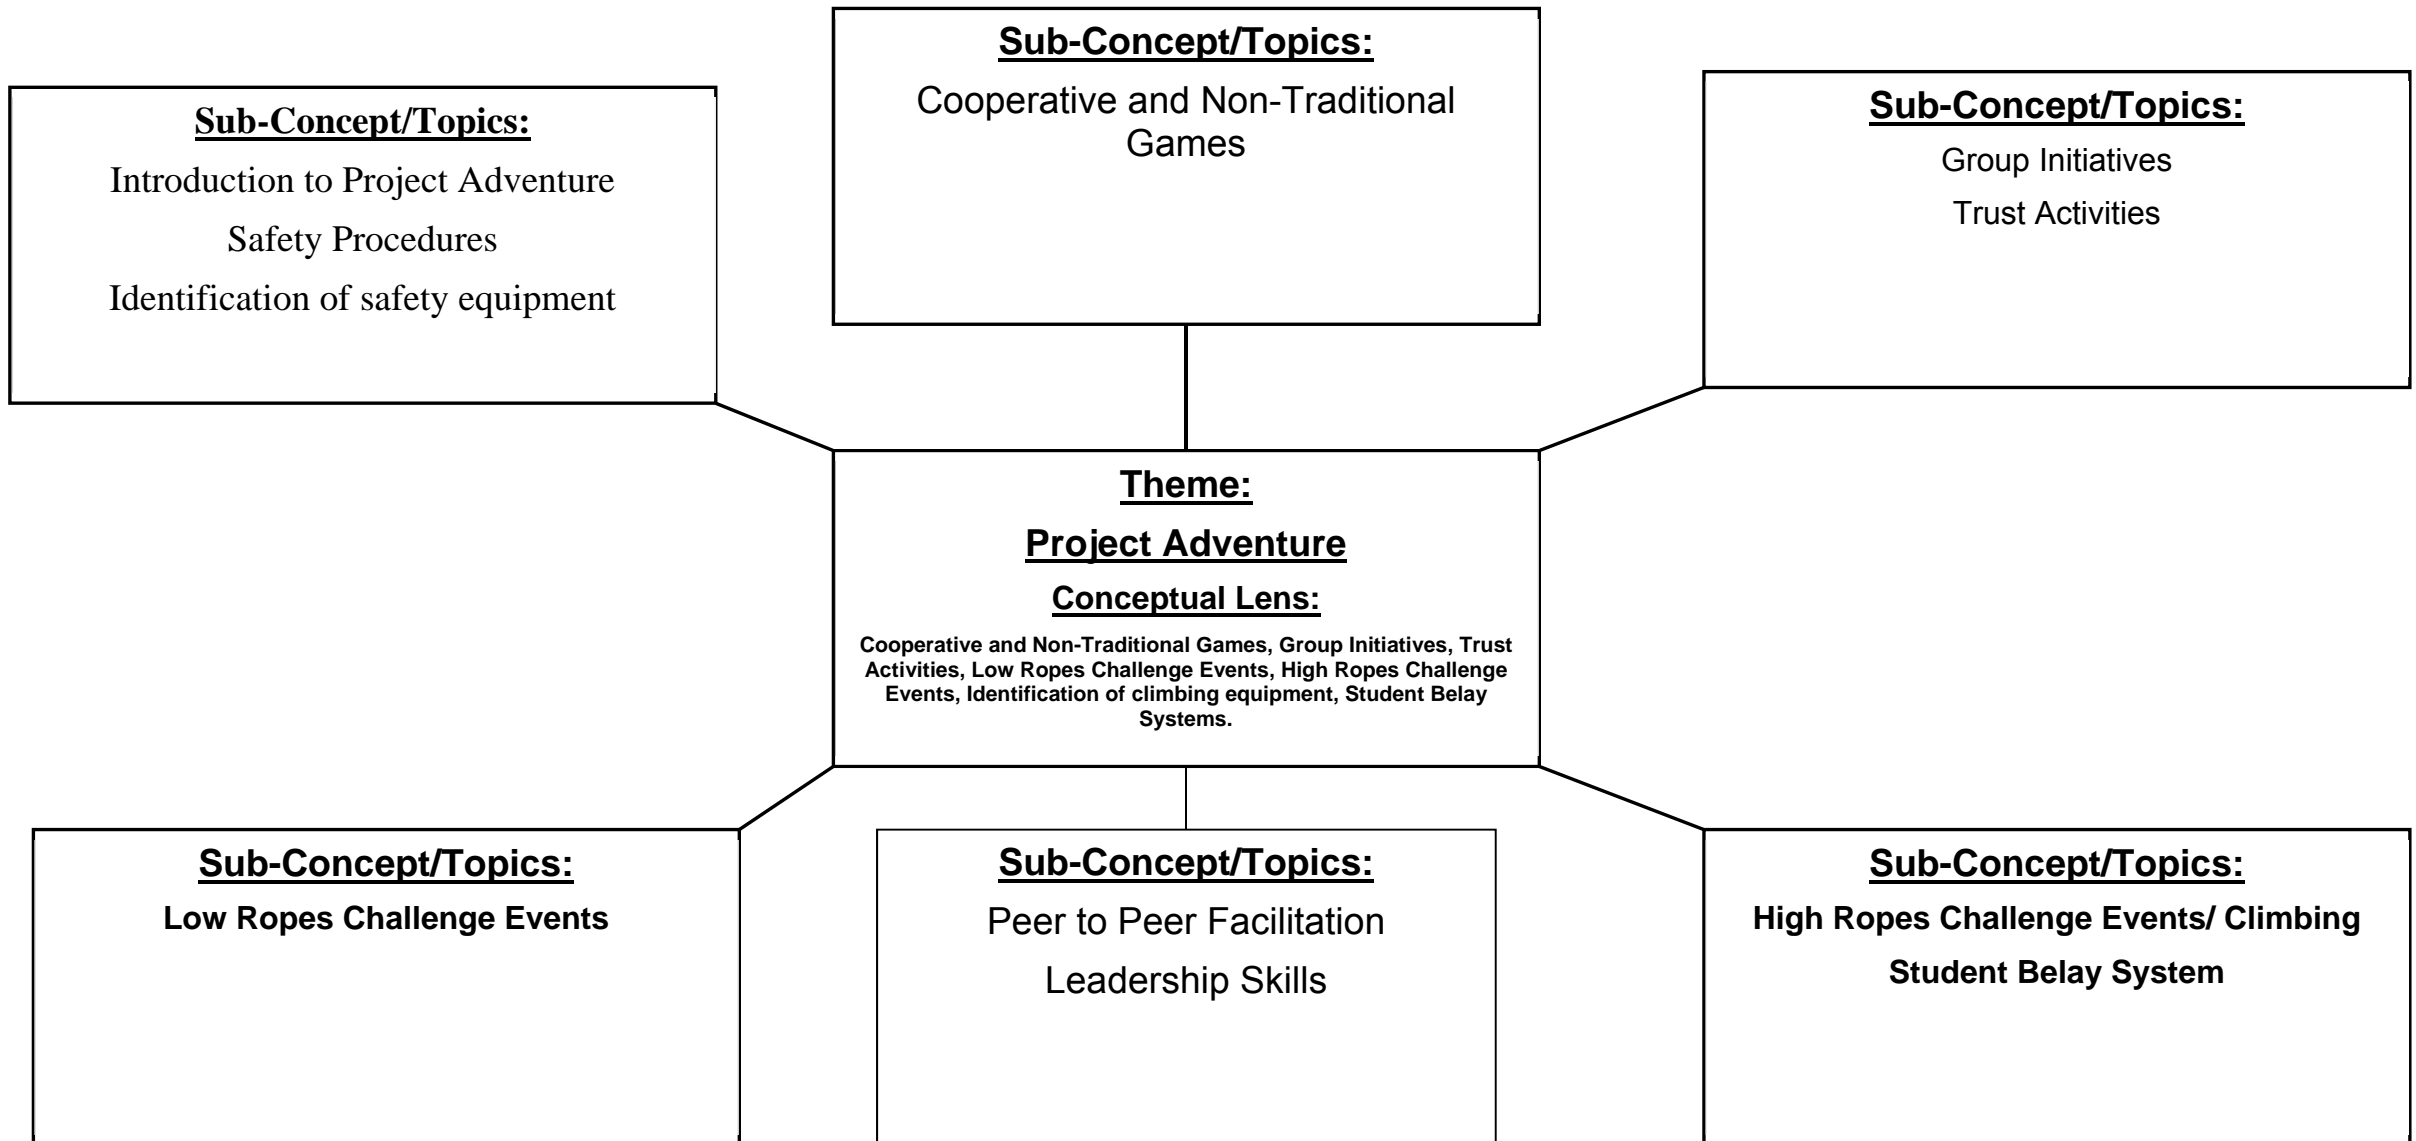 Sub-Concept/Topics:
Introduction to Project Adventure
Safety Procedures
Identification of safety equipment
Sub-Concept/Topics:
Cooperative and Non-Traditional
Games
Sub-Concept/Topics:
Group Initiatives
Trust Activities
Theme:
Project Adventure
Conceptual Lens:
Cooperative and Non-Traditional Games, Group Initiatives, Trust
Activities, Low Ropes Challenge Events, High Ropes Challenge
Events, Identification of climbing equipment, Student Belay
Systems.
Sub-Concept/Topics:
Low Ropes Challenge Events
Sub-Concept/Topics:
Peer to Peer Facilitation
Leadership Skills
Sub-Concept/Topics:
High Ropes Challenge Events/ Climbing
Student Belay System